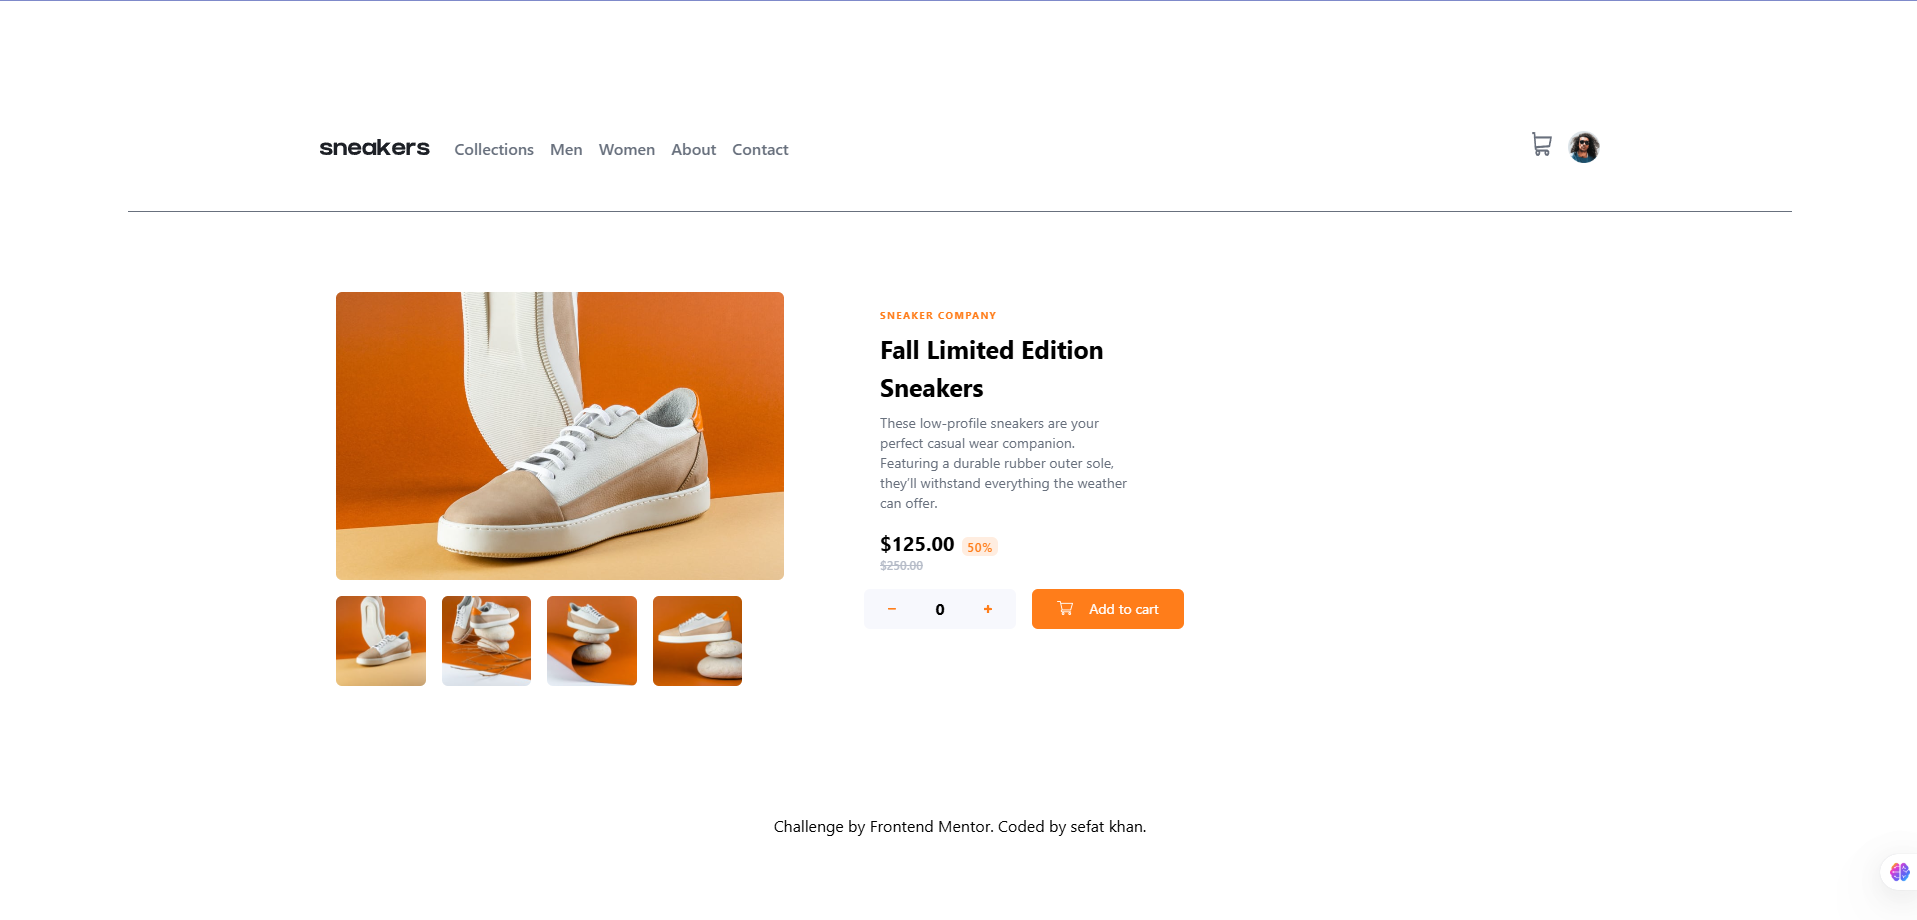 sneakers Collections Men Women About Contact
SNEAKER COMPANY
Fall Limited Edition
Sneakers
These low-profile sneakers are your
perfect casual wear companion.
Featuring a durable rubber outer sole,
they’ll withstand everything the weather
can offer.
$125.00 50%
$250.00
− 0 + Add to cart
Challenge by Frontend Mentor. Coded by sefat khan.